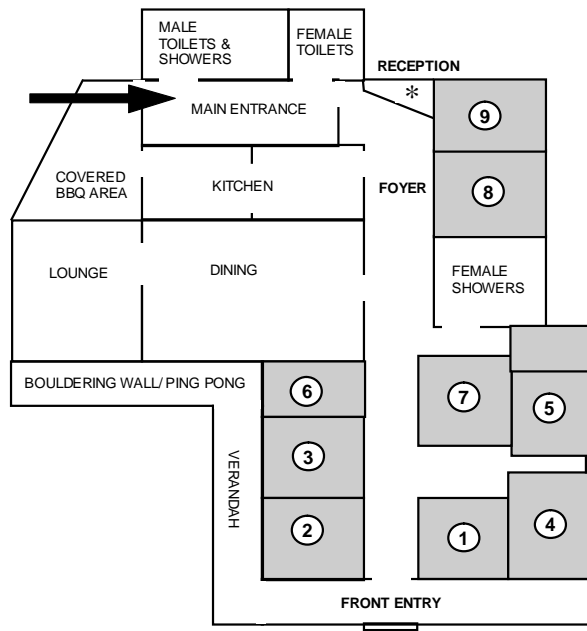 MALE
TOILETS &
SHOWERS
FEMALE
TOILETS
RECEPTION
*
MAIN ENTRANCE
9
COVERED
BBQ AREA
KITCHEN
FOYER
8
LOUNGE
DINING
FEMALE
SHOWERS
BOULDERING WALL/ PING PONG
6
7
5
3
VERANDAH
2
1
4
FRONT ENTRY